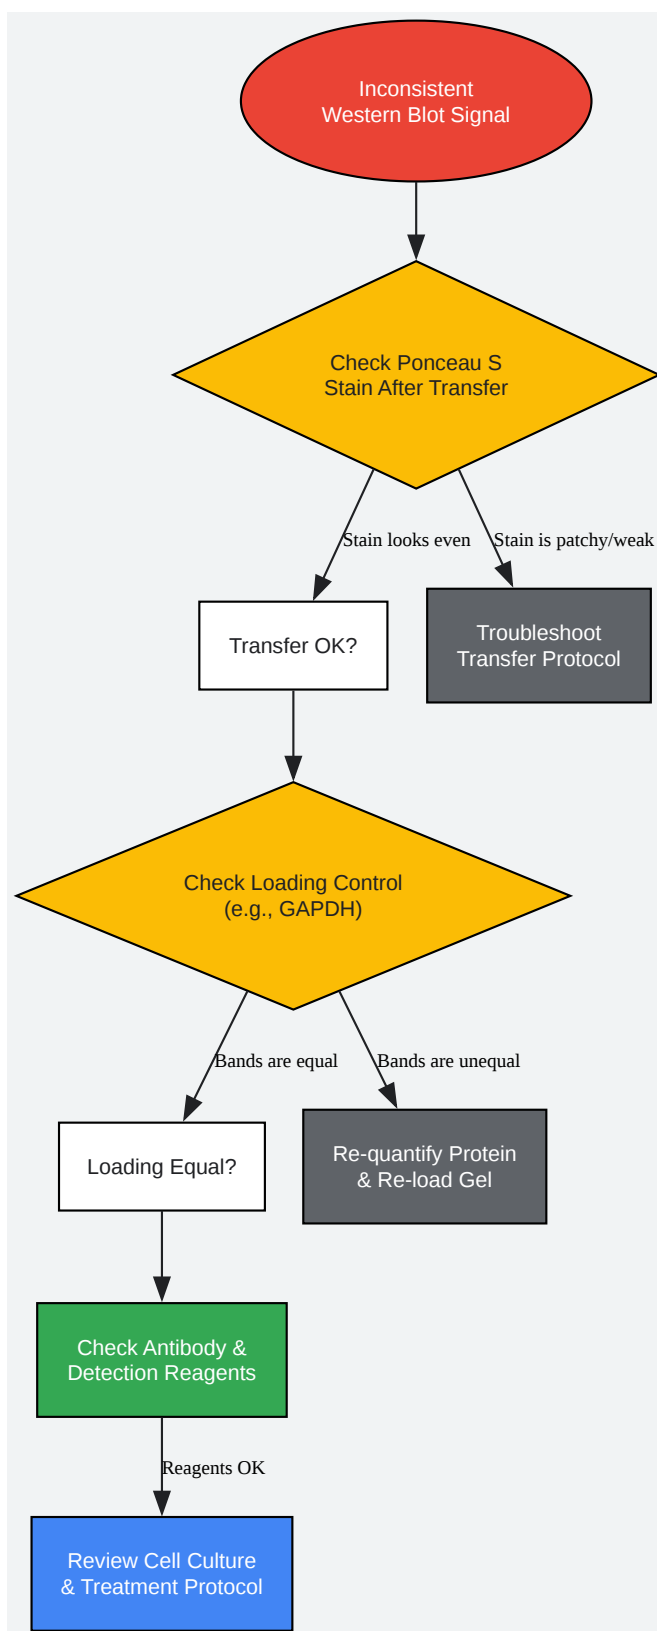 Inconsistent
Western Blot Signal
Check Ponceau S
Stain After Transfer
Stain looks even
Stain is patchy/weak
Transfer OK?
Troubleshoot
Transfer Protocol
Check Loading Control
(e.g., GAPDH)
Bands are equal
Bands are unequal
Loading Equal?
Re-quantify Protein
& Re-load Gel
Check Antibody &
Detection Reagents
Reagents OK
Review Cell Culture
& Treatment Protocol